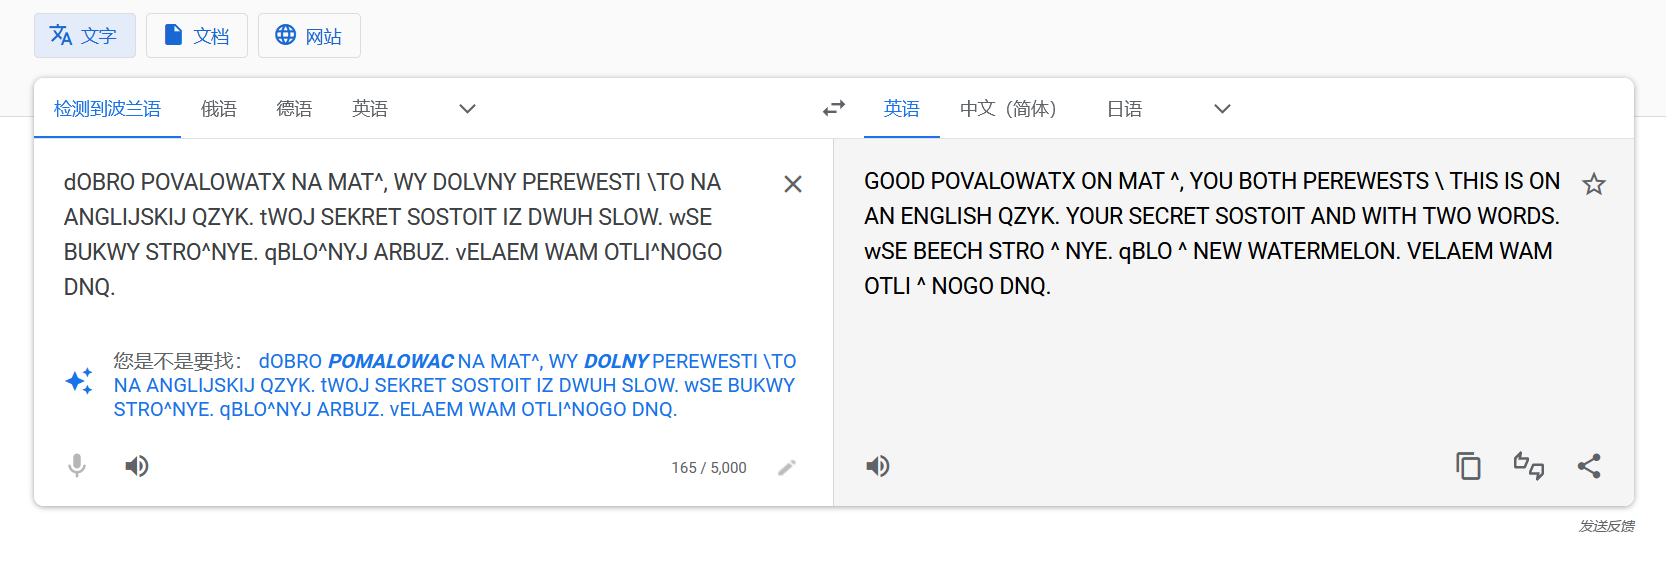 文字 文档 网站
检测到波兰语 俄语 德语 英语 英语 中文（简体） 日语
dOBRO POVALOWATX NA MAT^, WY DOLVNY PEREWESTI \TO NA
ANGLIJSKIJ QZYK. tWOJ SEKRET SOSTOIT IZ DWUH SLOW. wSE
BUKWY STRO^NYE. qBLO^NYJ ARBUZ. vELAEM WAM OTLI^NOGO
DNQ.
GOOD POVALOWATX ON MAT ^, YOU BOTH PEREWESTS \ THIS IS ON
AN ENGLISH QZYK. YOUR SECRET SOSTOIT AND WITH TWO WORDS.
wSE BEECH STRO ^ NYE. qBLO ^ NEW WATERMELON. VELAEM WAM
OTLI ^ NOGO DNQ.
您是不是要找： dOBRO POMALOWAC NA MAT^, WY DOLNY PEREWESTI \TO
NA ANGLIJSKIJ QZYK. tWOJ SEKRET SOSTOIT IZ DWUH SLOW. wSE BUKWY
STRO^NYE. qBLO^NYJ ARBUZ. vELAEM WAM OTLI^NOGO DNQ.
165 / 5,000
发送反馈